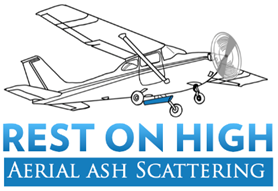 REST ON HIGH
AERIAL ASH SCATTERING